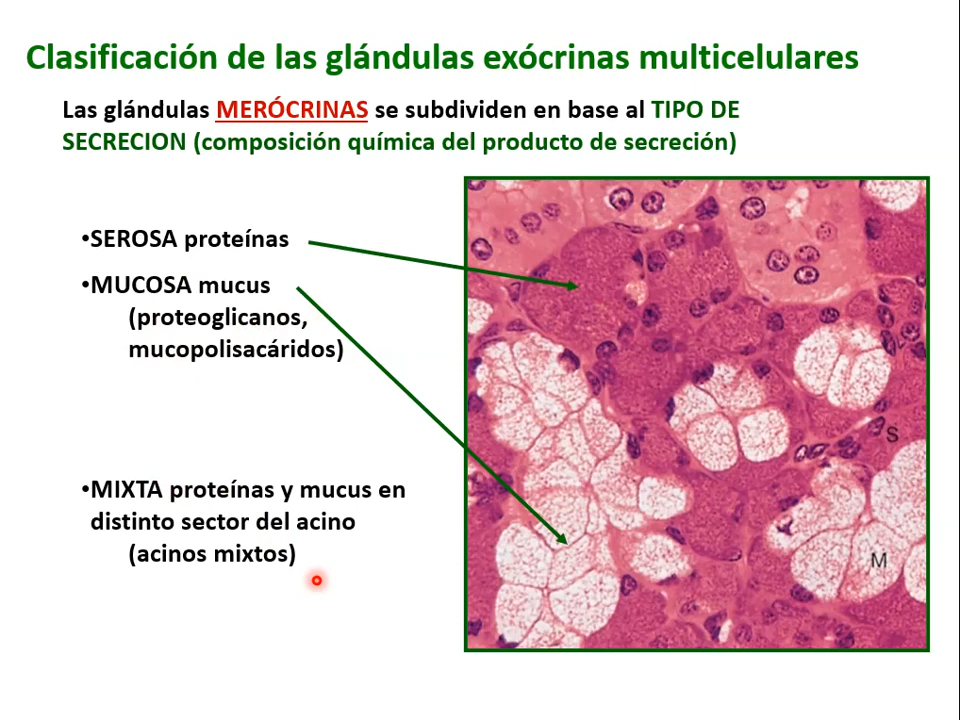 Clasificación de las glándulas exócrinas multicelulares
Las glándulas MERÓCRINAS se subdividen en base al TIPO DE
SECRECION (composición química del producto de secreción)
•SEROSA proteínas
•MUCOSA mucus
(proteoglicanos,
mucopolisacáridos)
•MIXTA proteínas y mucus en
distinto sector del acino
(acinos mixtos)
S
M